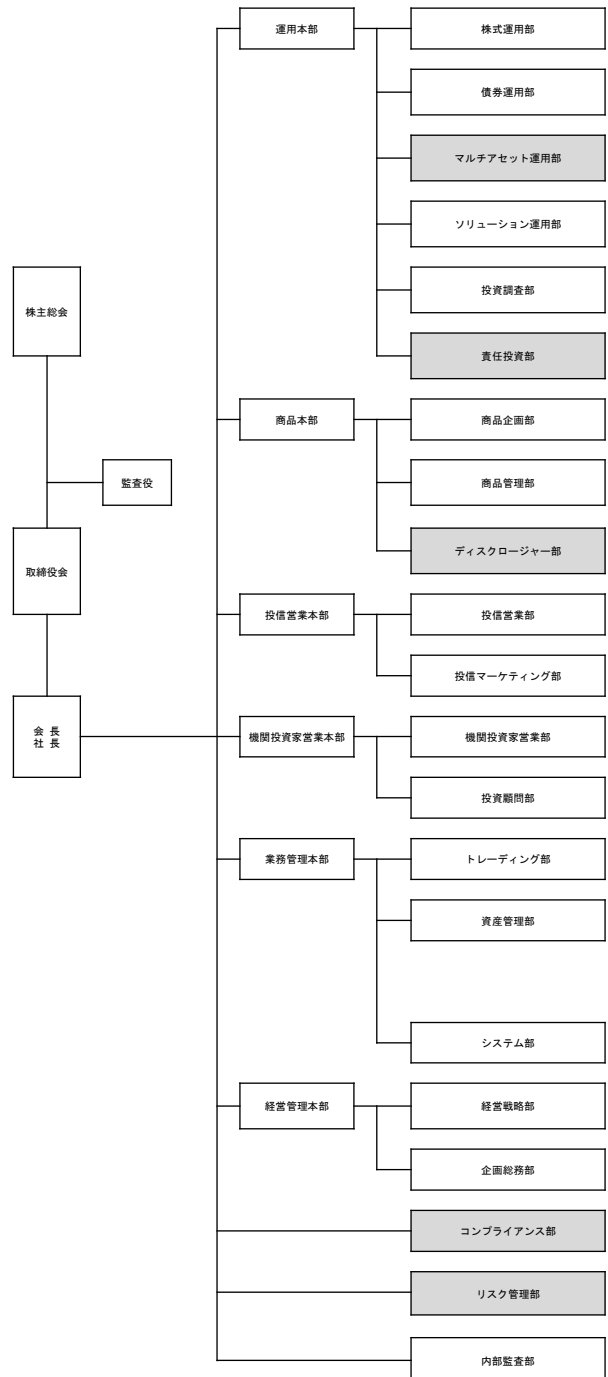 株主総会
監査役
取締役会
会 長
社 長
運用本部
株式運用部
債券運用部
マルチアセット運用部
ソリューション運用部
投資調査部
責任投資部
商品本部
商品企画部
商品管理部
ディスクロージャー部
投信営業本部
投信営業部
投信マーケティング部
機関投資家営業本部
機関投資家営業部
投資顧問部
業務管理本部
トレーディング部
資産管理部
システム部
経営管理本部
経営戦略部
企画総務部
コンプライアンス部
リスク管理部
内部監査部